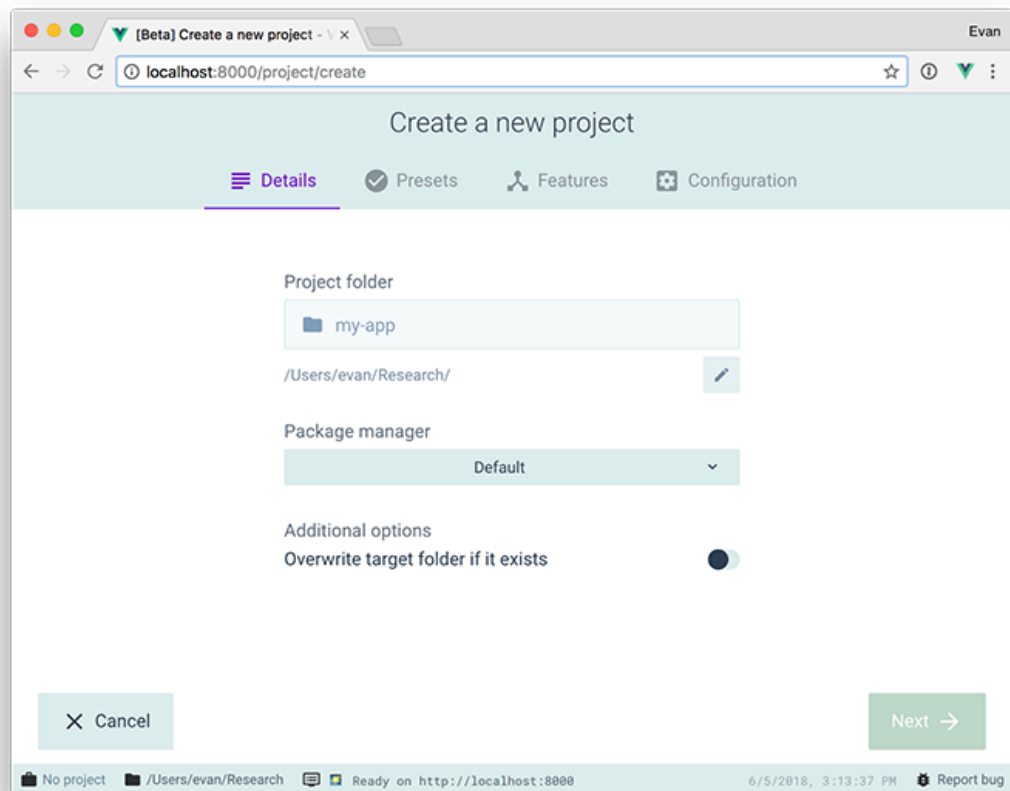 [Beta] Create a new project -
Evan
localhost:8000/project/create
Create a new project
Details
Presets
Features
Configuration
Project folder
my-app
/Users/evan/Research/
Package manager
Default
Additional options
Overwrite target folder if it exists
Cancel
Next
No project
/Users/evan/Research
Ready on http://localhost:8000
6/5/2018, 3:13:37 PM
Report bug